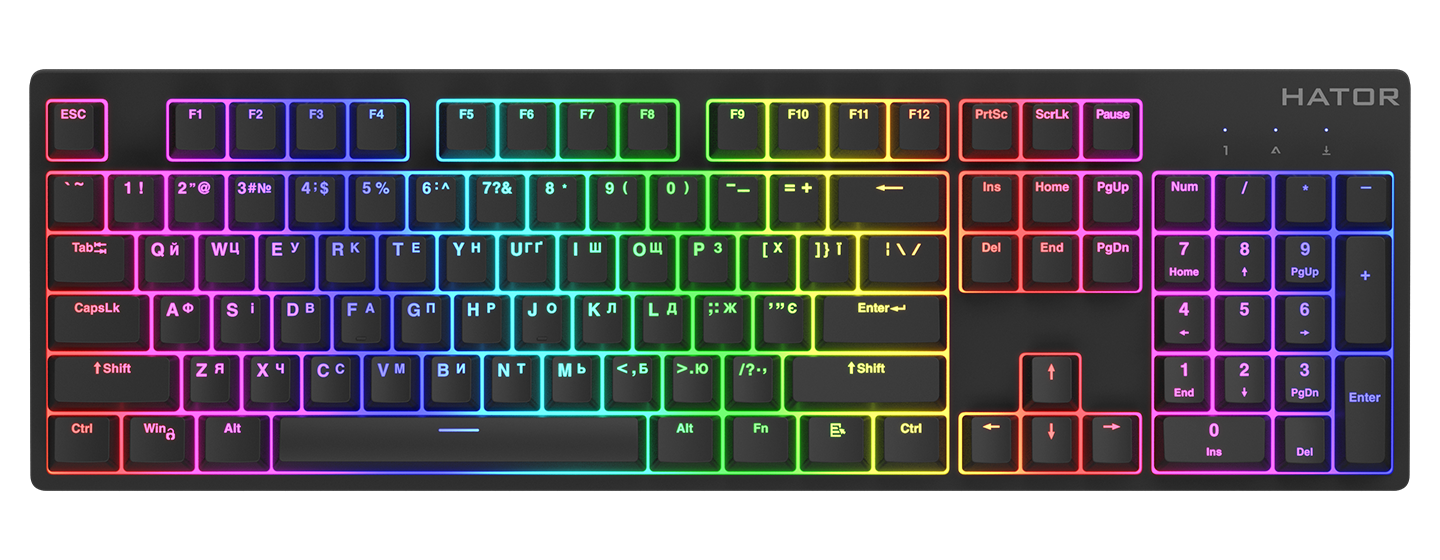 HATOR
ESC F1 F2 F3 F4 F5 F6 F7 F8 F9 F10 F11 F12 PrtSc ScrLk Pause
` ~ 1 ! 2 " @ 3 # № 4 ; $ 5 % 6 : ^ 7 ? & 8 * 9 ( 0 ) - _ = + ← Ins Home PgUp Num / * −
Tab Q Й W Ц E У R К T Е Y Н U Г Ґ I Ш O Щ P З [ Х ] } Ї ¦ \ / Del End PgDn 7 Home 8 ↑ 9 PgUp +
CapsLk A Ф S І D В F А G П H Р J О K Л L Д ; : Ж ' " Є Enter ↵ 4 ← 5 6 →
⇑ Shift Z Я X Ч C С V М B И N Т M Ь < , Б > . Ю / ? . , ⇑ Shift ↑ 1 End 2 ↓ 3 PgDn Enter
Ctrl Win Alt Alt Fn Ctrl ← ↓ → 0 Ins Del